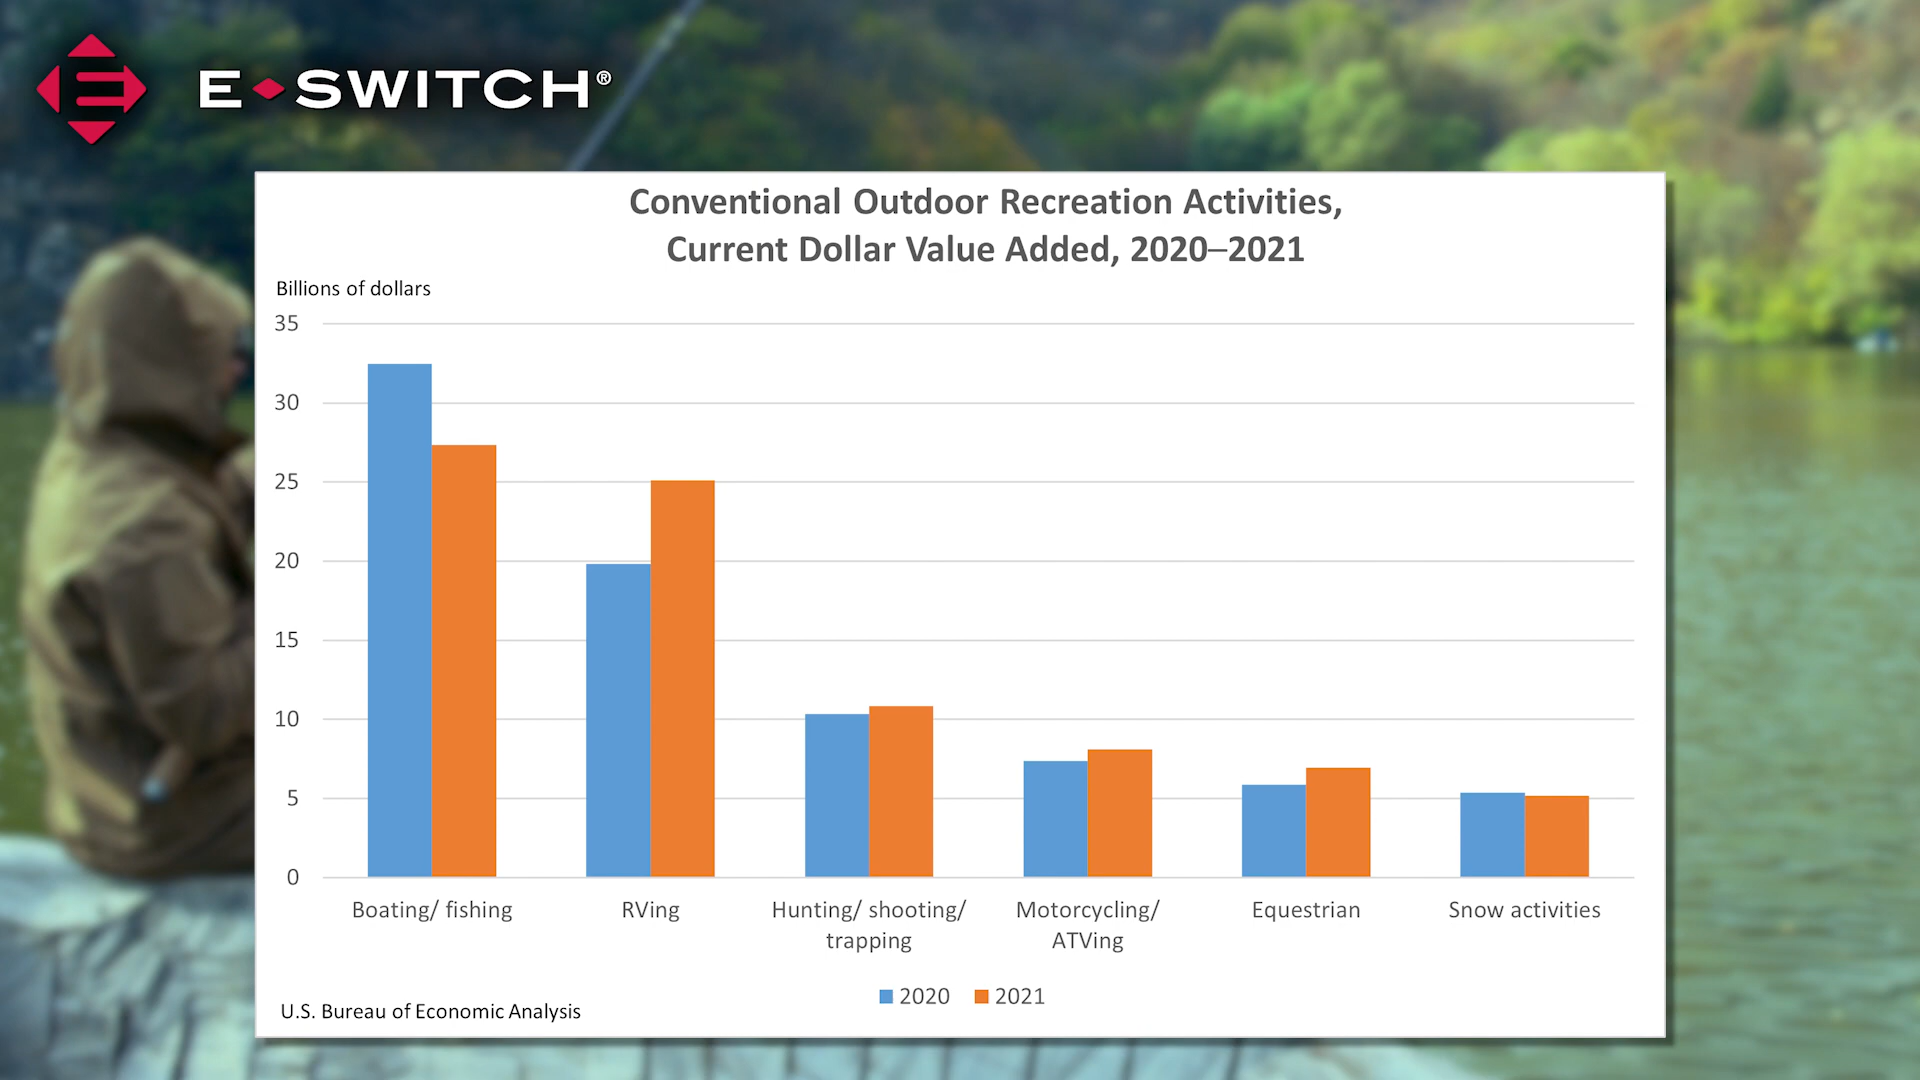 E SWITCH®
Conventional Outdoor Recreation Activities,
Current Dollar Value Added, 2020–2021
Billions of dollars
35
30
25
20
15
10
5
0
Boating/ fishing
RVing
Hunting/ shooting/
trapping
Motorcycling/
ATVing
Equestrian
Snow activities
2020
2021
U.S. Bureau of Economic Analysis